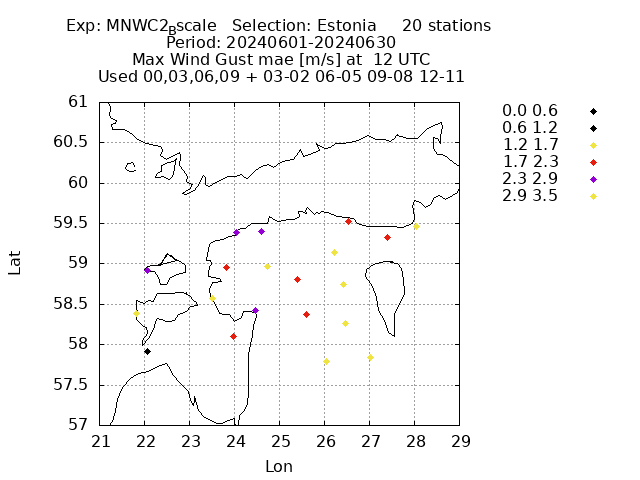 Exp: MNWC2Bscale Selection: Estonia 20 stations
Period: 20240601-20240630
Max Wind Gust mae [m/s] at 12 UTC
Used 00,03,06,09 + 03-02 06-05 09-08 12-11
61
60.5
60
59.5
59
58.5
58
57.5
57
21 22 23 24 25 26 27 28 29
Lat
Lon
0.0 0.6
0.6 1.2
1.2 1.7
1.7 2.3
2.3 2.9
2.9 3.5